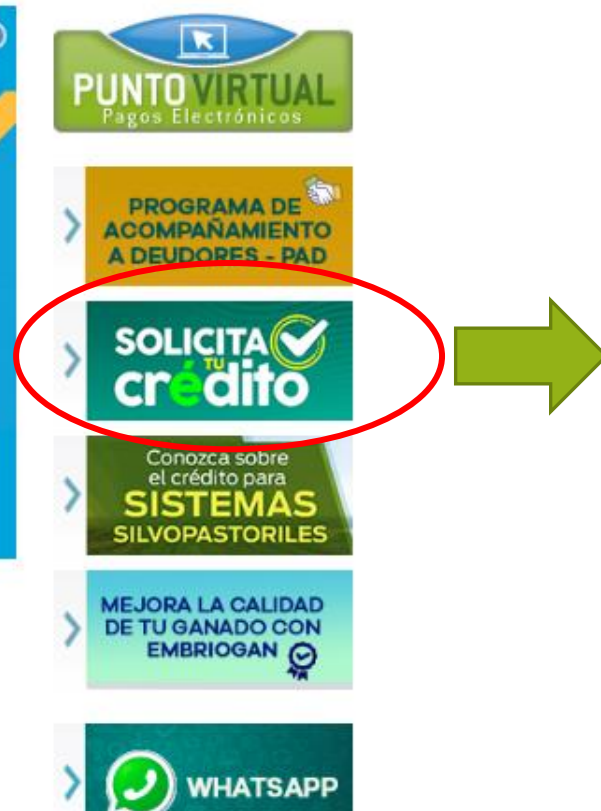 PUNTO VIRTUAL
Pagos Electrónicos
PROGRAMA DE
ACOMPAÑAMIENTO
A DEUDORES - PAD
SOLICITA
TU
crédito
Conozca sobre
el crédito para
SISTEMAS
SILVOPASTORILES
MEJORA LA CALIDAD
DE TU GANADO CON
EMBRIOGAN
WHATSAPP